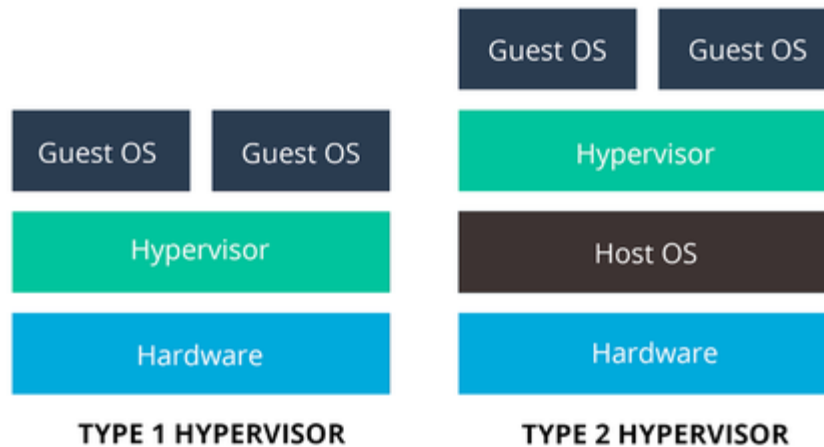 Guest OS
Guest OS
Hypervisor
Hardware
TYPE 1 HYPERVISOR
Guest OS
Guest OS
Hypervisor
Host OS
Hardware
TYPE 2 HYPERVISOR